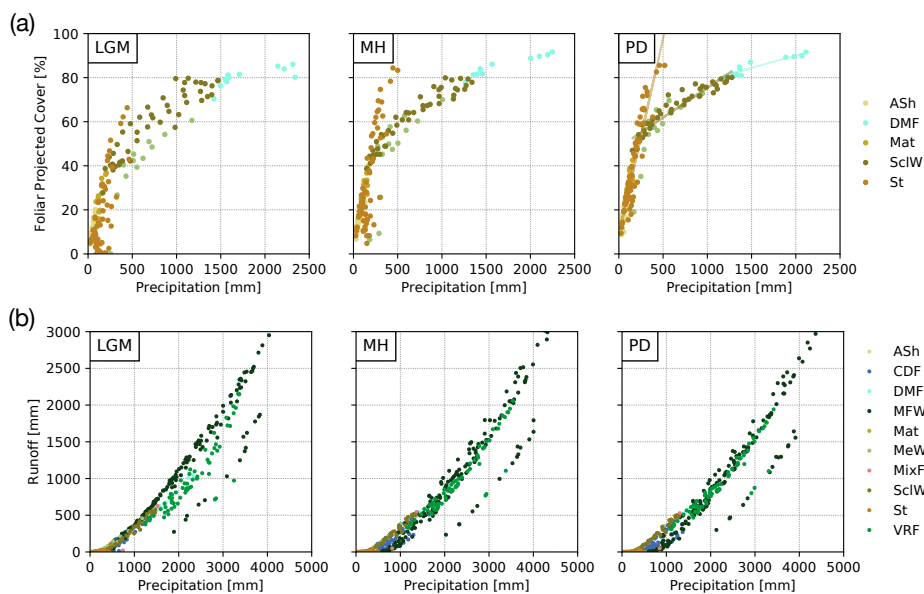 (a)
LGM
MH
PD
Foliar Projected Cover [%]
100
80
60
40
20
0
0 500 1000 1500 2000 2500
0 500 1000 1500 2000 2500
0 500 1000 1500 2000 2500
Precipitation [mm]
Precipitation [mm]
Precipitation [mm]
ASh
DMF
Mat
SclW
St
(b)
LGM
MH
PD
Runoff [mm]
3000
2500
2000
1500
1000
500
0
0 1000 2000 3000 4000 5000
0 1000 2000 3000 4000 5000
0 1000 2000 3000 4000 5000
Precipitation [mm]
Precipitation [mm]
Precipitation [mm]
ASh
CDF
DMF
MFW
Mat
MeW
MixF
SclW
St
VRF